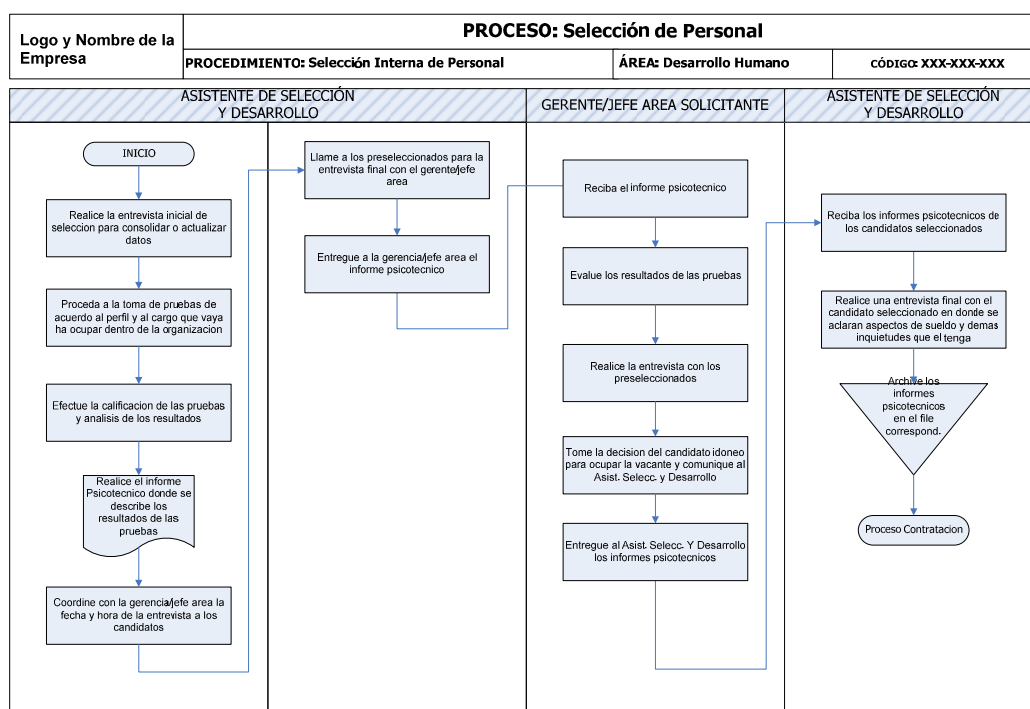 Logo y Nombre de la
Empresa
PROCESO: Selección de Personal
PROCEDIMIENTO: Selección Interna de Personal
ÁREA: Desarrollo Humano
CÓDIGO: XXX-XXX-XXX
ASISTENTE DE SELECCIÓN
Y DESARROLLO
GERENTE/JEFE AREA SOLICITANTE
ASISTENTE DE SELECCIÓN
Y DESARROLLO
INICIO
Realice la entrevista inicial de
seleccion para consolidar o actualizar
datos
Proceda a la toma de pruebas de
acuerdo al perfil y al cargo que vaya
ha ocupar dentro de la organizacion
Efectue la calificacion de las pruebas
y analisis de los resultados
Realice el informe
Psicotecnico donde se
describe los
resultados de las
pruebas
Coordine con la gerencia/jefe area la
fecha y hora de la entrevista a los
candidatos
Llame a los preseleccionados para la
entrevista final con el gerente/jefe
area
Entregue a la gerencia/jefe area el
informe psicotecnico
Reciba el informe psicotecnico
Evalue los resultados de las pruebas
Realice la entrevista con los
preseleccionados
Tome la decision del candidato idoneo
para ocupar la vacante y comunique al
Asist. Selecc. y Desarrollo
Entregue al Asist. Selecc. Y Desarrollo
los informes psicotecnicos
Reciba los informes psicotecnicos de
los candidatos seleccionados
Realice una entrevista final con el
candidato seleccionado en donde se
aclaran aspectos de sueldo y demas
inquietudes que el tenga
Archive los
informes
psicotecnicos
en el file
correspond.
Proceso Contratacion